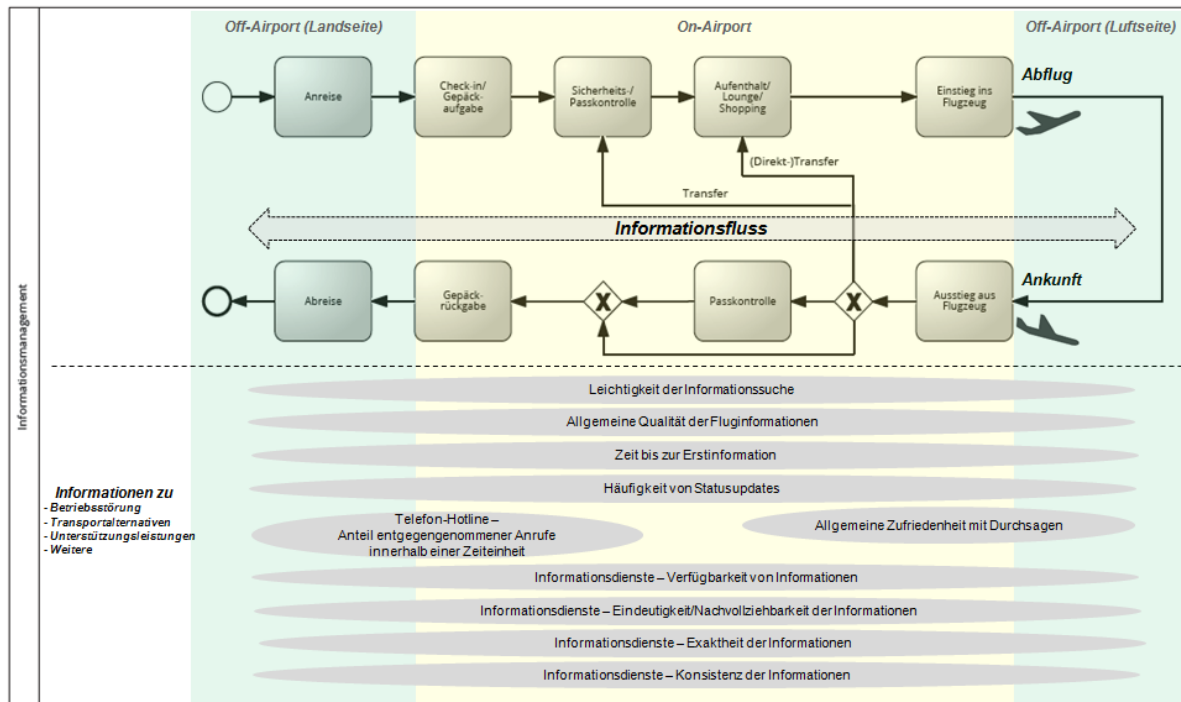 Off-Airport (Landseite)
On-Airport
Off-Airport (Luftseite)
Anreise
Check-in/
Gepäck-
aufgabe
Sicherheits-/
Passkontrolle
Aufenthalt/
Lounge/
Shopping
Einstieg ins
Flugzeug
Abflug
(Direkt-)Transfer
Transfer
Informationsfluss
Abreise
Gepäck-
rückgabe
X
Passkontrolle
X
Ausstieg aus
Flugzeug
Ankunft
Informationsmanagement
Informationen zu
- Betriebsstörung
- Transportalternativen
- Unterstützungsleistungen
- Weitere
Leichtigkeit der Informationssuche
Allgemeine Qualität der Fluginformationen
Zeit bis zur Erstinformation
Häufigkeit von Statusupdates
Telefon-Hotline –
Anteil entgegengenommener Anrufe
innerhalb einer Zeiteinheit
Allgemeine Zufriedenheit mit Durchsagen
Informationsdienste – Verfügbarkeit von Informationen
Informationsdienste – Eindeutigkeit/Nachvollziehbarkeit der Informationen
Informationsdienste – Exaktheit der Informationen
Informationsdienste – Konsistenz der Informationen